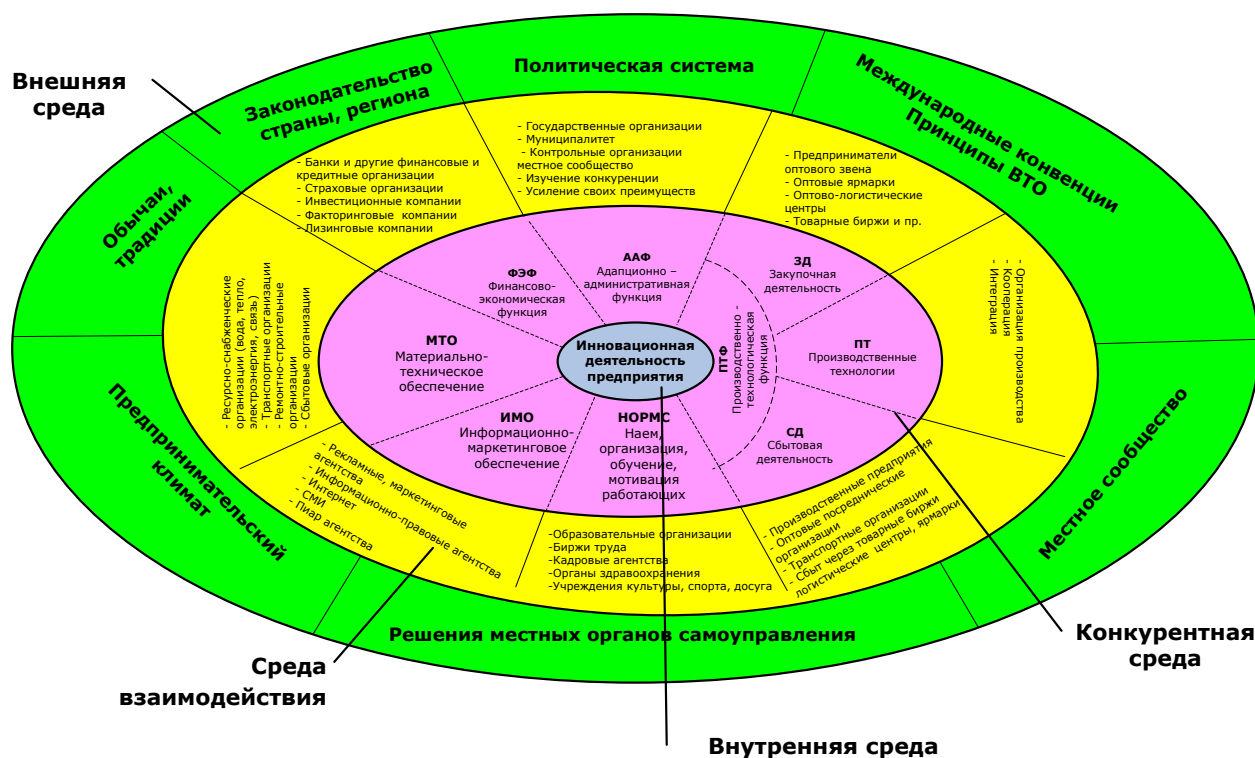 Внешняя
среда
Законодательство
страны, региона
Политическая система
Международные конвенции
Принципы ВТО
Обычаи,
традиции
Предпринимательский
климат
Решения местных органов самоуправления
Местное сообщество
- Банки и другие финансовые и
кредитные организации
- Страховые организации
- Инвестиционные компании
- Факторинговые компании
- Лизинговые компании
- Государственные организации
- Муниципалитет
- Контрольные организации
местное сообщество
- Изучение конкуренции
- Усиление своих преимуществ
- Предприниматели
оптового звена
- Оптовые ярмарки
- Оптово-логистические
центры
- Товарные биржи и пр.
- Организация производства
- Кооперация
- Интеграция
- Ресурсно-снабженческие
организации (вода, тепло,
электроэнергия, связь)
- Транспортные организации
- Ремонтно-строительные
организации
- Сбытовые организации
- Рекламные, маркетинговые
агентства
- Информационно-правовые агентства
- Интернет
- СМИ
- Пиар агентства
-Образовательные организации
-Биржи труда
-Кадровые агентства
-Органы здравоохранения
-Учреждения культуры, спорта, досуга
- Производственные предприятия
- Оптовые посреднические
организации
- Транспортные организации
- Сбыт через товарные биржи
логистические центры, ярмарки
ФЭФ
Финансово-
экономическая
функция
ААФ
Адапционно –
административная
функция
ЗД
Закупочная
деятельность
МТО
Материально-
техническое
обеспечение
Инновационная
деятельность
предприятия
ПТФ
Производственно-
технологическая
функция
ПТ
Производственные
технологии
ИМО
Информационно-
маркетинговое
обеспечение
НОРМС
Наем,
организация,
обучение,
мотивация
работающих
СД
Сбытовая
деятельность
Среда
взаимодействия
Конкурентная
среда
Внутренняя среда